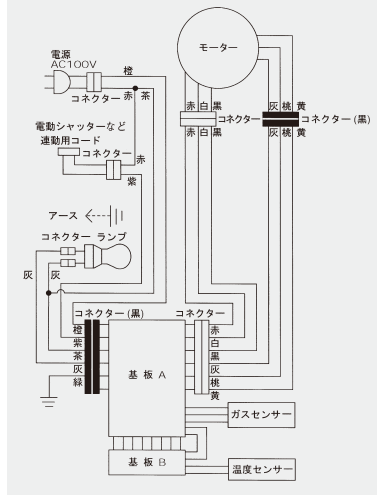 モーター
電源
AC100V
橙
コネクター 赤 茶
電動シャッターなど
連動用コード
コネクター
赤
紫
赤 白 黒
コネクター
赤 白 黒
灰 桃 黄
コネクター(黒)
灰 桃 黄
アース
コネクター ランプ
灰 灰
コネクター(黒)
コネクター
橙
紫
茶
灰
緑
基板 A
赤
白
黒
灰
桃
黄
ガスセンサー
基板 B
温度センサー